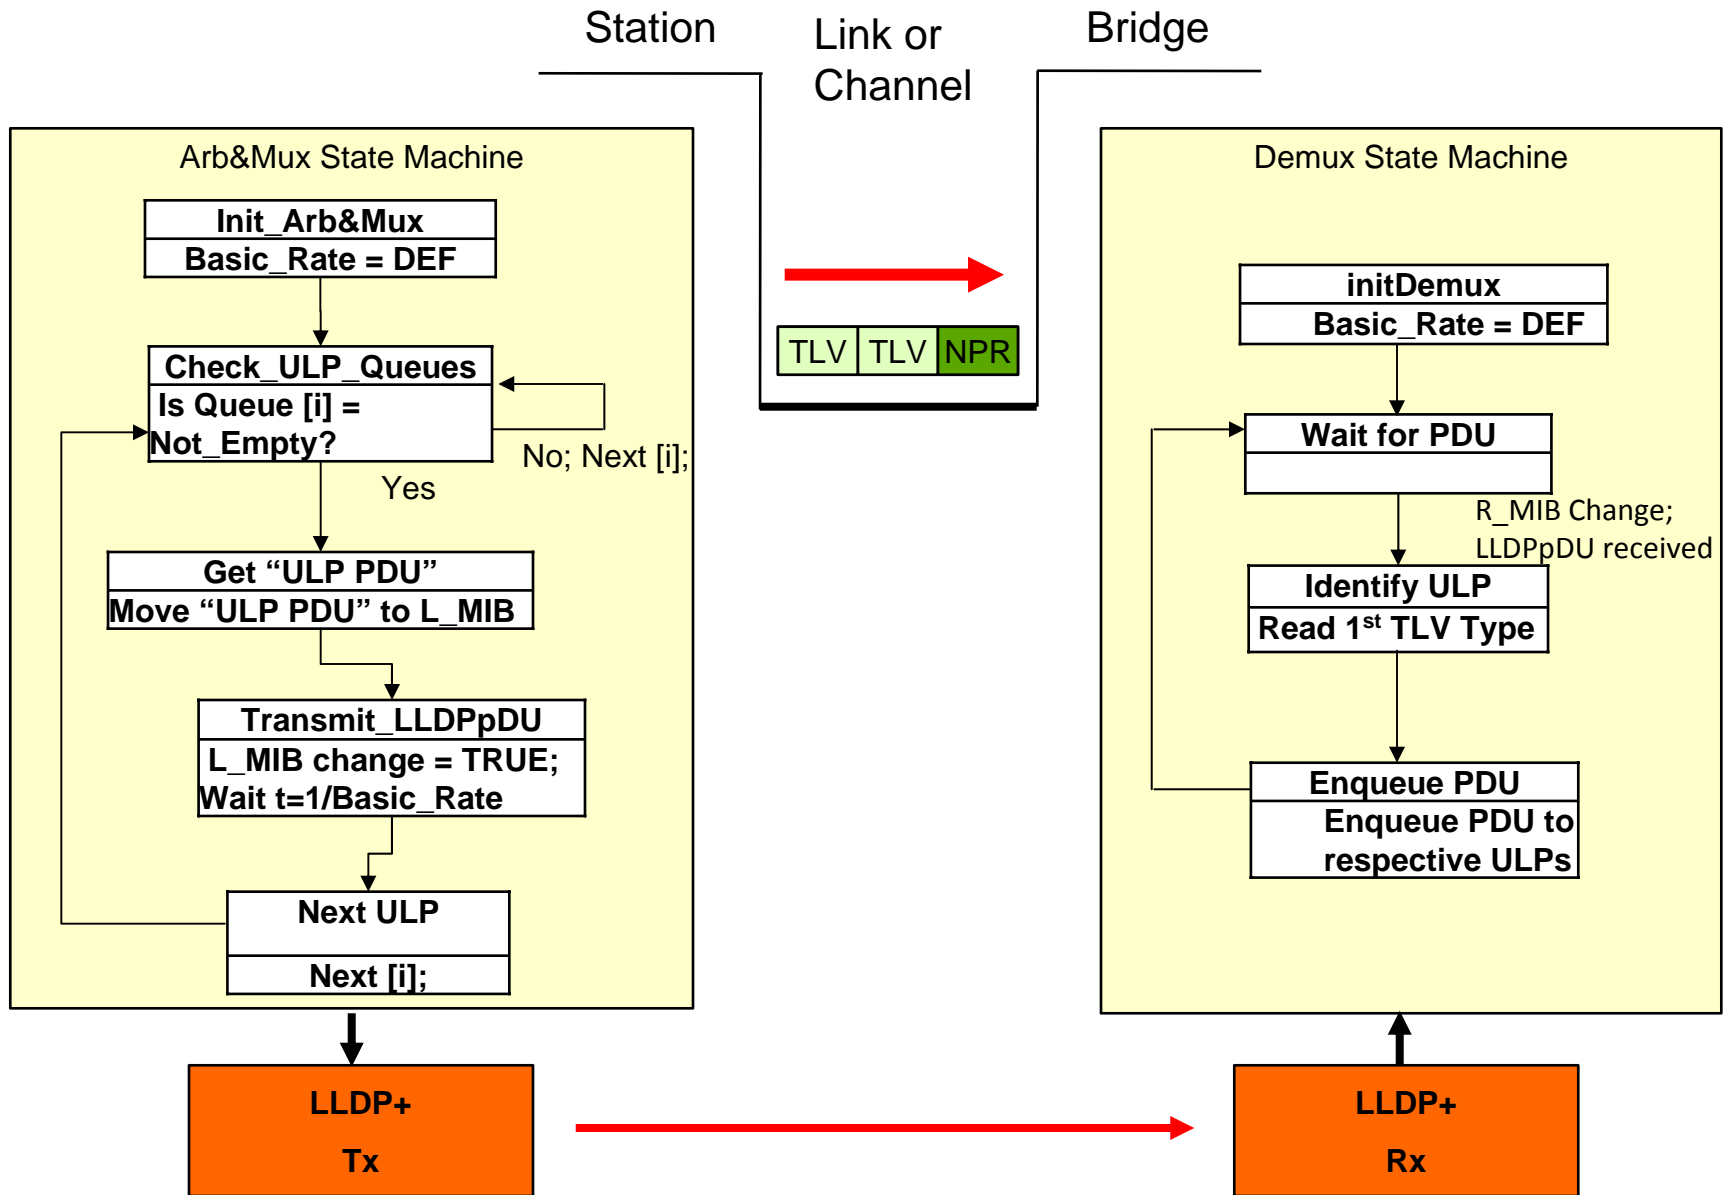 Station
Link or
Channel
Bridge
Arb&Mux State Machine
Init_Arb&Mux
Basic_Rate = DEF
Check_ULP_Queues
Is Queue [i] =
Not_Empty?
No; Next [i];
Yes
Get “ULP PDU”
Move “ULP PDU” to L_MIB
Transmit_LLDPpDU
L_MIB change = TRUE;
Wait t=1/Basic_Rate
Next ULP
Next [i];
LLDP+
Tx
TLV TLV NPR
Demux State Machine
initDemux
Basic_Rate = DEF
Wait for PDU
R_MIB Change;
LLDPpDU received
Identify ULP
Read 1st TLV Type
Enqueue PDU
Enqueue PDU to
respective ULPs
LLDP+
Rx